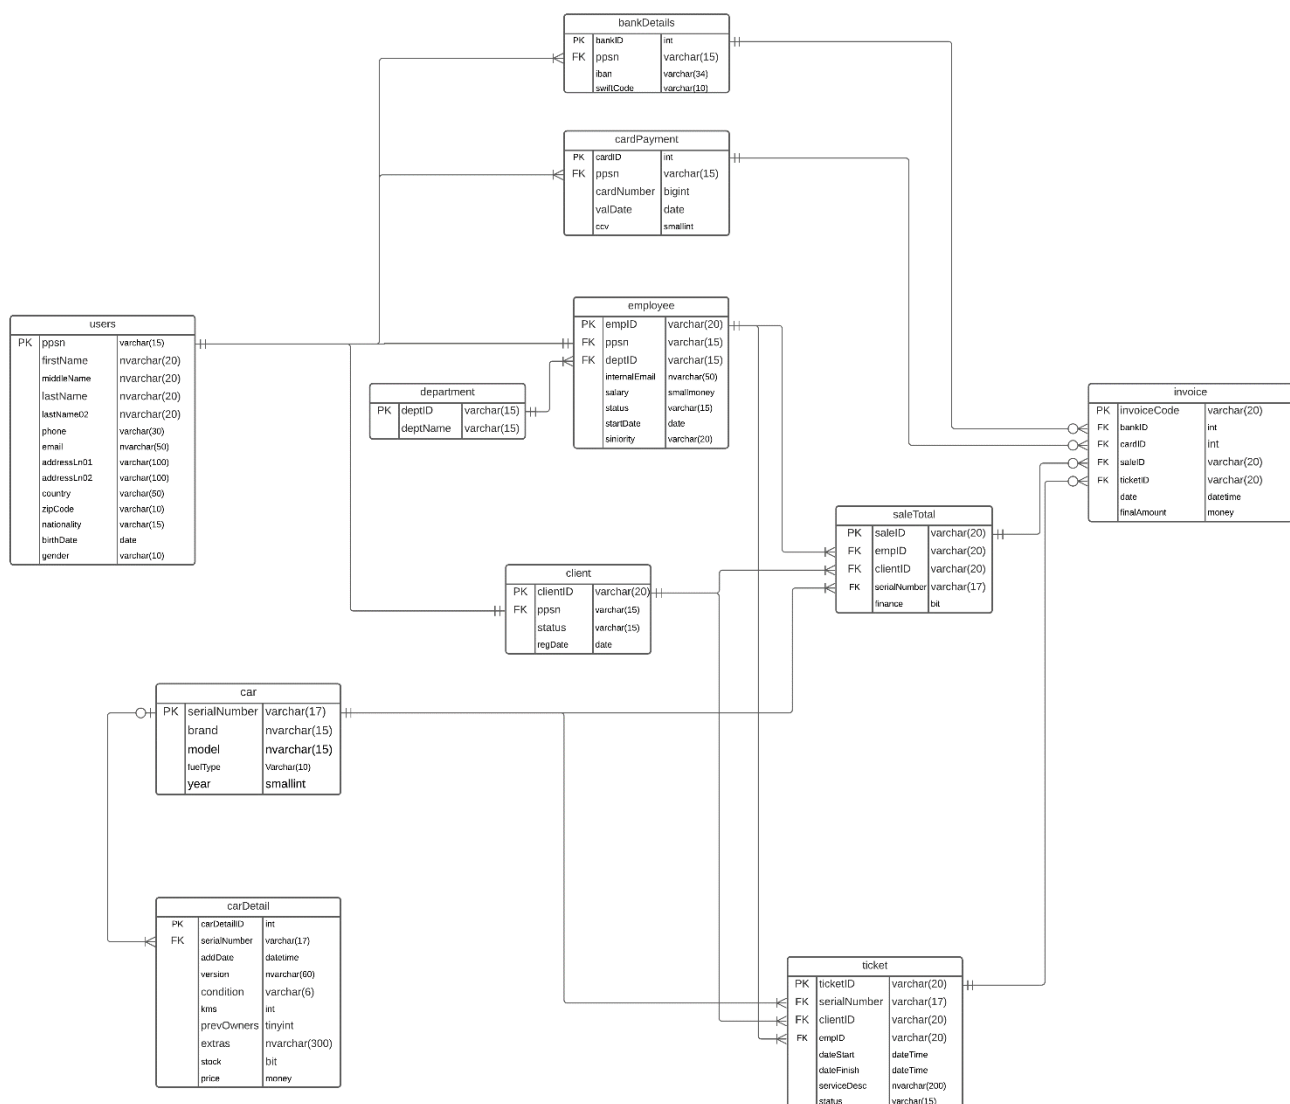 bankDetails
PK bankID int
FK ppsn varchar(15)
iban varchar(34)
swiftCode varchar(10)
cardPayment
PK cardID int
FK ppsn varchar(15)
cardNumber bigint
valDate date
ccv smallint
users
PK ppsn varchar(15)
firstName nvarchar(20)
middleName nvarchar(20)
lastName nvarchar(20)
lastName02 nvarchar(20)
phone varchar(30)
email nvarchar(50)
addressLn01 varchar(100)
addressLn02 varchar(100)
country varchar(50)
zipCode varchar(10)
nationality varchar(15)
birthDate date
gender varchar(10)
employee
PK empID varchar(20)
FK ppsn varchar(15)
FK deptID varchar(15)
internalEmail nvarchar(50)
salary smallmoney
status varchar(15)
startDate date
siniority varchar(20)
department
PK deptID varchar(15)
deptName varchar(15)
invoice
PK invoiceCode varchar(20)
FK bankID int
FK cardID int
FK saleID varchar(20)
FK ticketID varchar(20)
date datetime
finalAmount money
saleTotal
PK saleID varchar(20)
FK empID varchar(20)
FK clientID varchar(20)
FK serialNumber varchar(17)
finance bit
client
PK clientID varchar(20)
FK ppsn varchar(15)
status varchar(15)
regDate date
car
PK serialNumber varchar(17)
brand nvarchar(15)
model nvarchar(15)
fuelType Varchar(10)
year smallint
carDetail
PK carDetailID int
FK serialNumber varchar(17)
addDate datetime
version nvarchar(60)
condition varchar(6)
kms int
prevOwners tinyint
extras nvarchar(300)
stock bit
price money
ticket
PK ticketID varchar(20)
FK serialNumber varchar(17)
FK clientID varchar(20)
FK empID varchar(20)
dateStart dateTime
dateFinish dateTime
serviceDesc nvarchar(200)
status varchar(15)